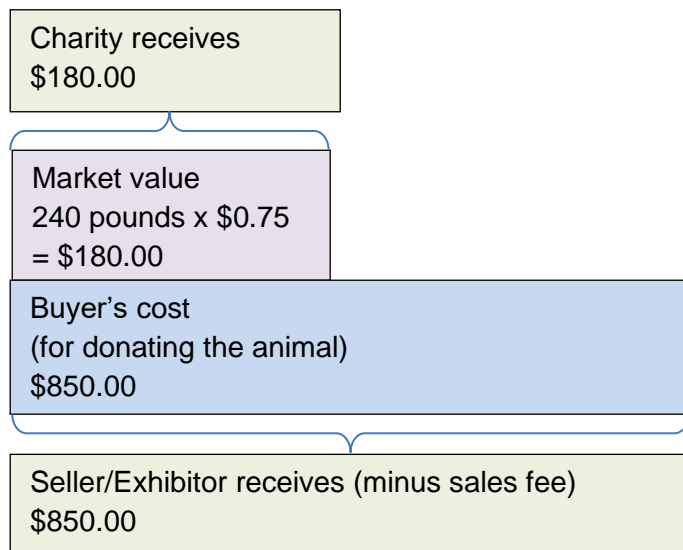 Charity receives
$180.00
Market value
240 pounds x $0.75
= $180.00
Buyer’s cost
(for donating the animal)
$850.00
Seller/Exhibitor receives (minus sales fee)
$850.00